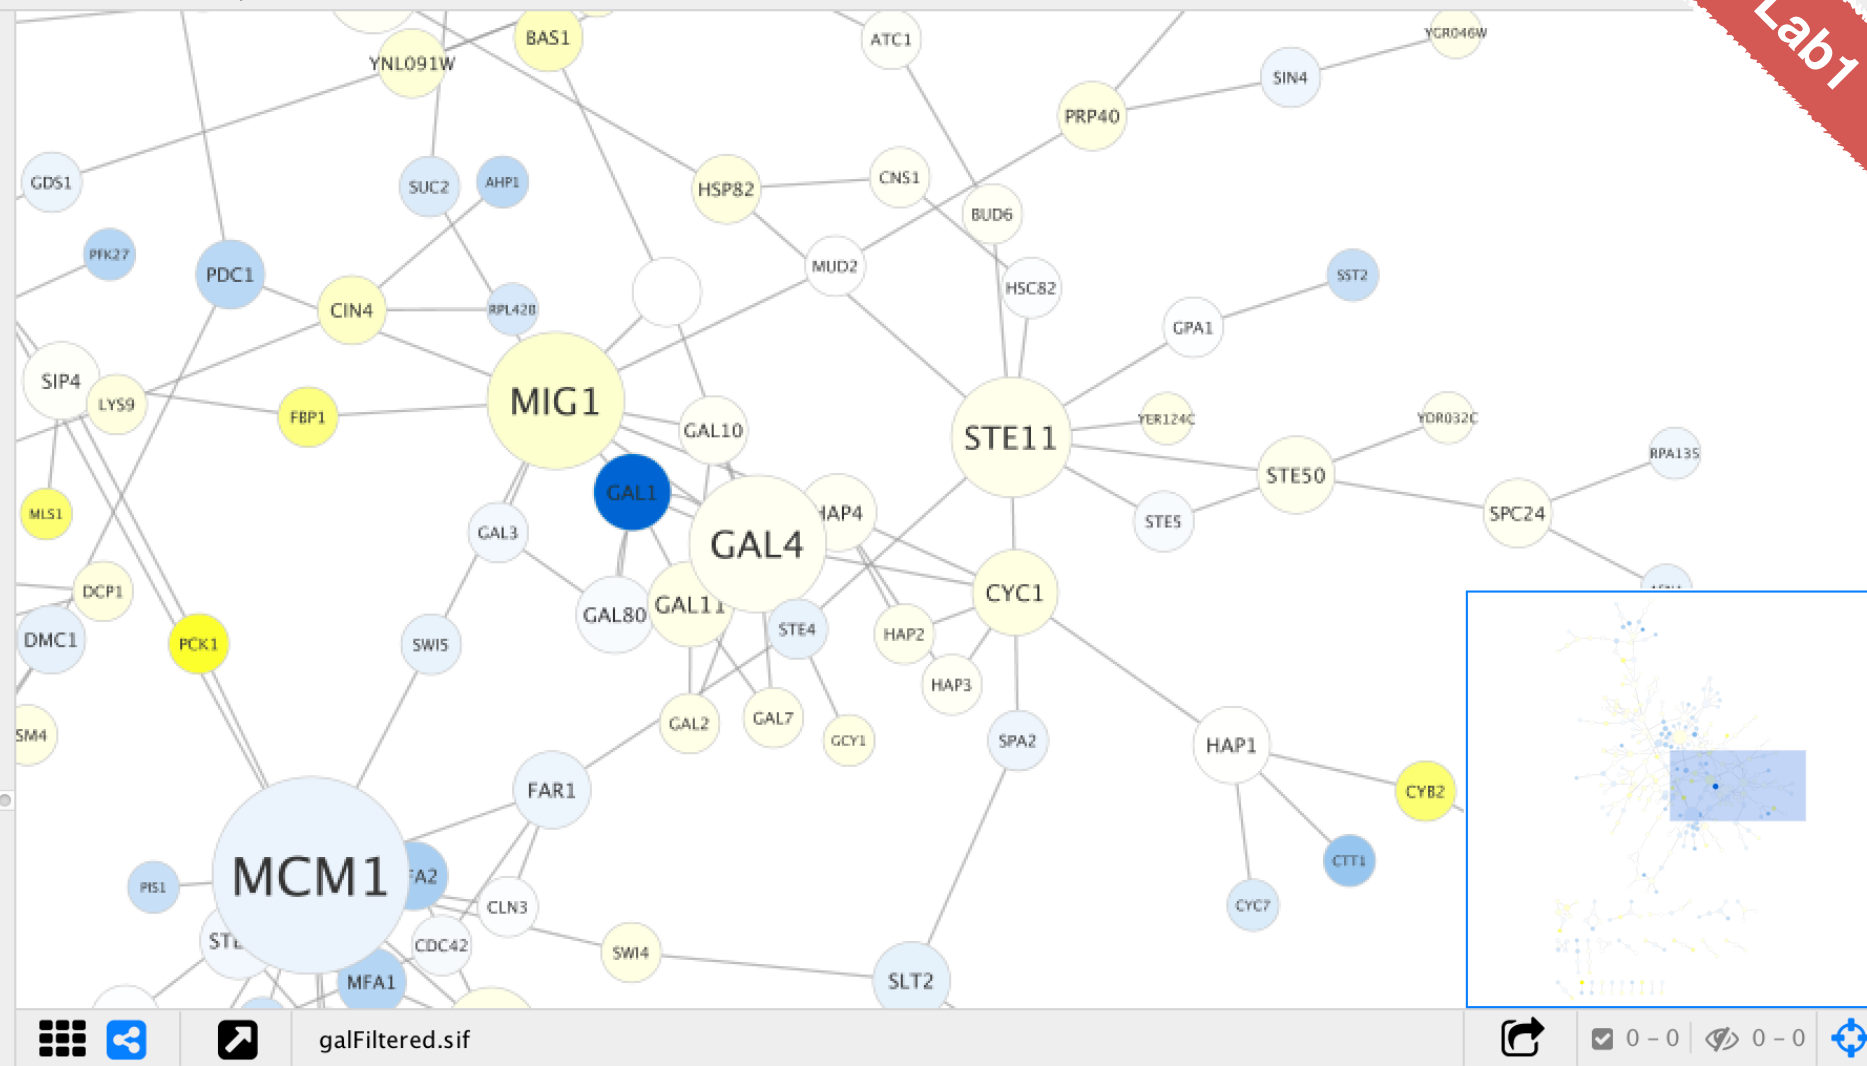 Lab1
BAS1
YNL091W
ATC1
YGR046W
SIN4
PRP40
GDS1
SUC2
AHP1
HSP82
CNS1
BUD6
PFK27
PDC1
MUD2
HSC82
SST2
CIN4
RPL42B
GPA1
SIP4
LYS9
FBP1
MIG1
GAL10
STE11
YER124C
YDR032C
RPA135
STE50
MLS1
GAL1
HAP4
STE5
SPC24
GAL3
GAL4
DCP1
CYC1
DMC1
PCK1
SWI5
GAL80
GAL11
STE4
HAP2
HAP3
SM4
GAL2
GAL7
GCY1
SPA2
HAP1
FAR1
CYB2
MCM1
FA2
PIS1
CTT1
CLN3
CYC7
STE
CDC42
SWI4
MFA1
SLT2
galFiltered.sif
0 – 0
0 – 0